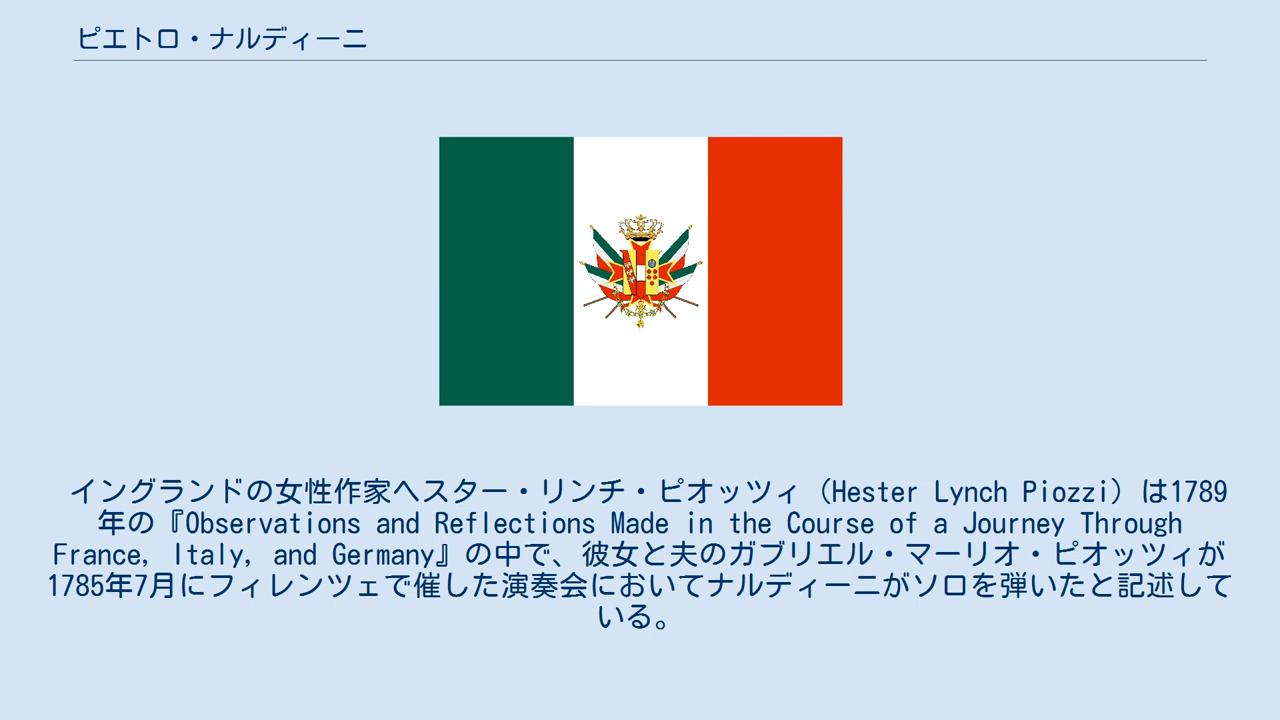 ピエトロ・ナルディーニ
イングランドの女性作家ヘスター・リンチ・ピオッツィ（Hester Lynch Piozzi）は1789
年の『Observations and Reflections Made in the Course of a Journey Through
France, Italy, and Germany』の中で、彼女と夫のガブリエル・マーリオ・ピオッツィが
1785年7月にフィレンツェで催した演奏会においてナルディーニがソロを弾いたと記述して
いる。